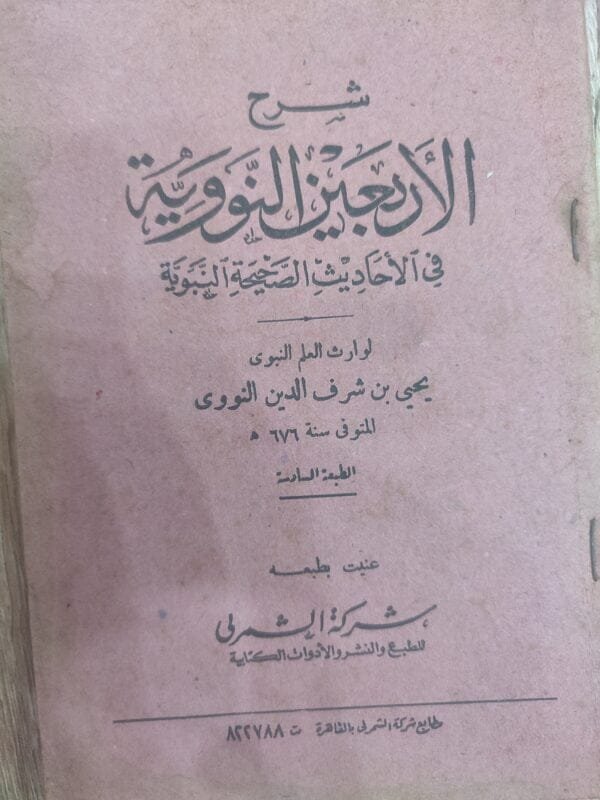 شرح
الأربعين النووية
في الأحاديث الصحيحة النبوية
لوارث العلم النبوى
يحيي بن شرف الدين النووى
المتوفى سنة ٦٧٦ هـ
الطبعة السادسة
عنيت بطبعه
شركة الشمرلى
للطبع والنشر والأدوات الكتابية
مطابع شركة الشمرلى بالقاهرة ت ٨٢٢٧٨٨